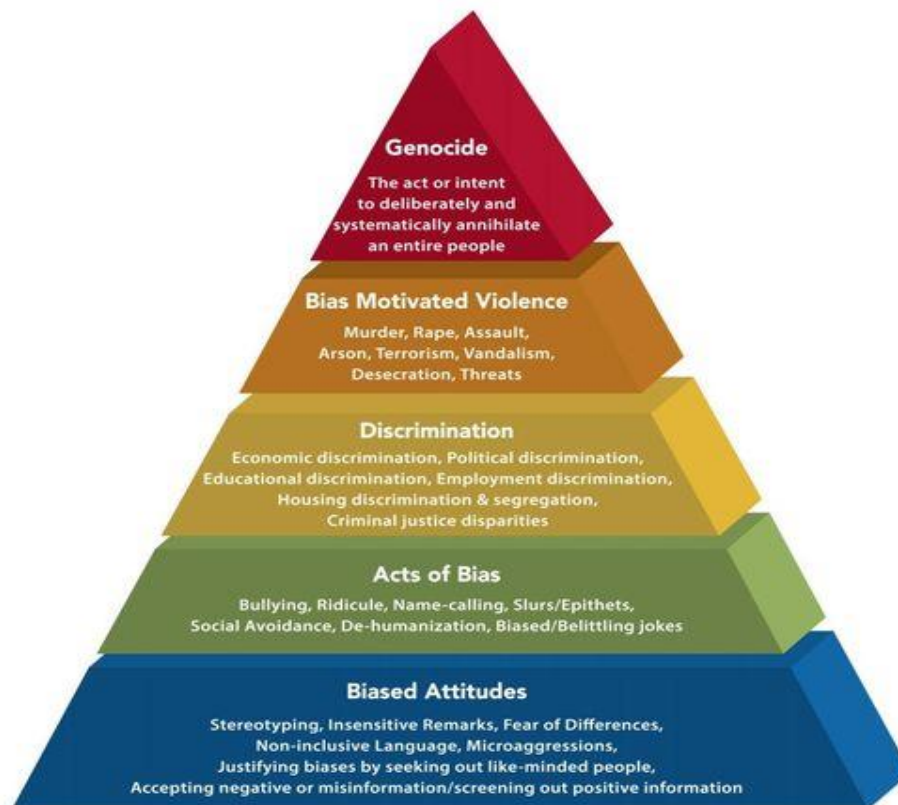 Genocide
The act or intent
to deliberately and
systematically annihilate
an entire people
Bias Motivated Violence
Murder, Rape, Assault,
Arson, Terrorism, Vandalism,
Desecration, Threats
Discrimination
Economic discrimination, Political discrimination,
Educational discrimination, Employment discrimination,
Housing discrimination & segregation,
Criminal justice disparities
Acts of Bias
Bullying, Ridicule, Name-calling, Slurs/Epithets,
Social Avoidance, De-humanization, Biased/Belittling jokes
Biased Attitudes
Stereotyping, Insensitive Remarks, Fear of Differences,
Non-inclusive Language, Microaggressions,
Justifying biases by seeking out like-minded people,
Accepting negative or misinformation/screening out positive information